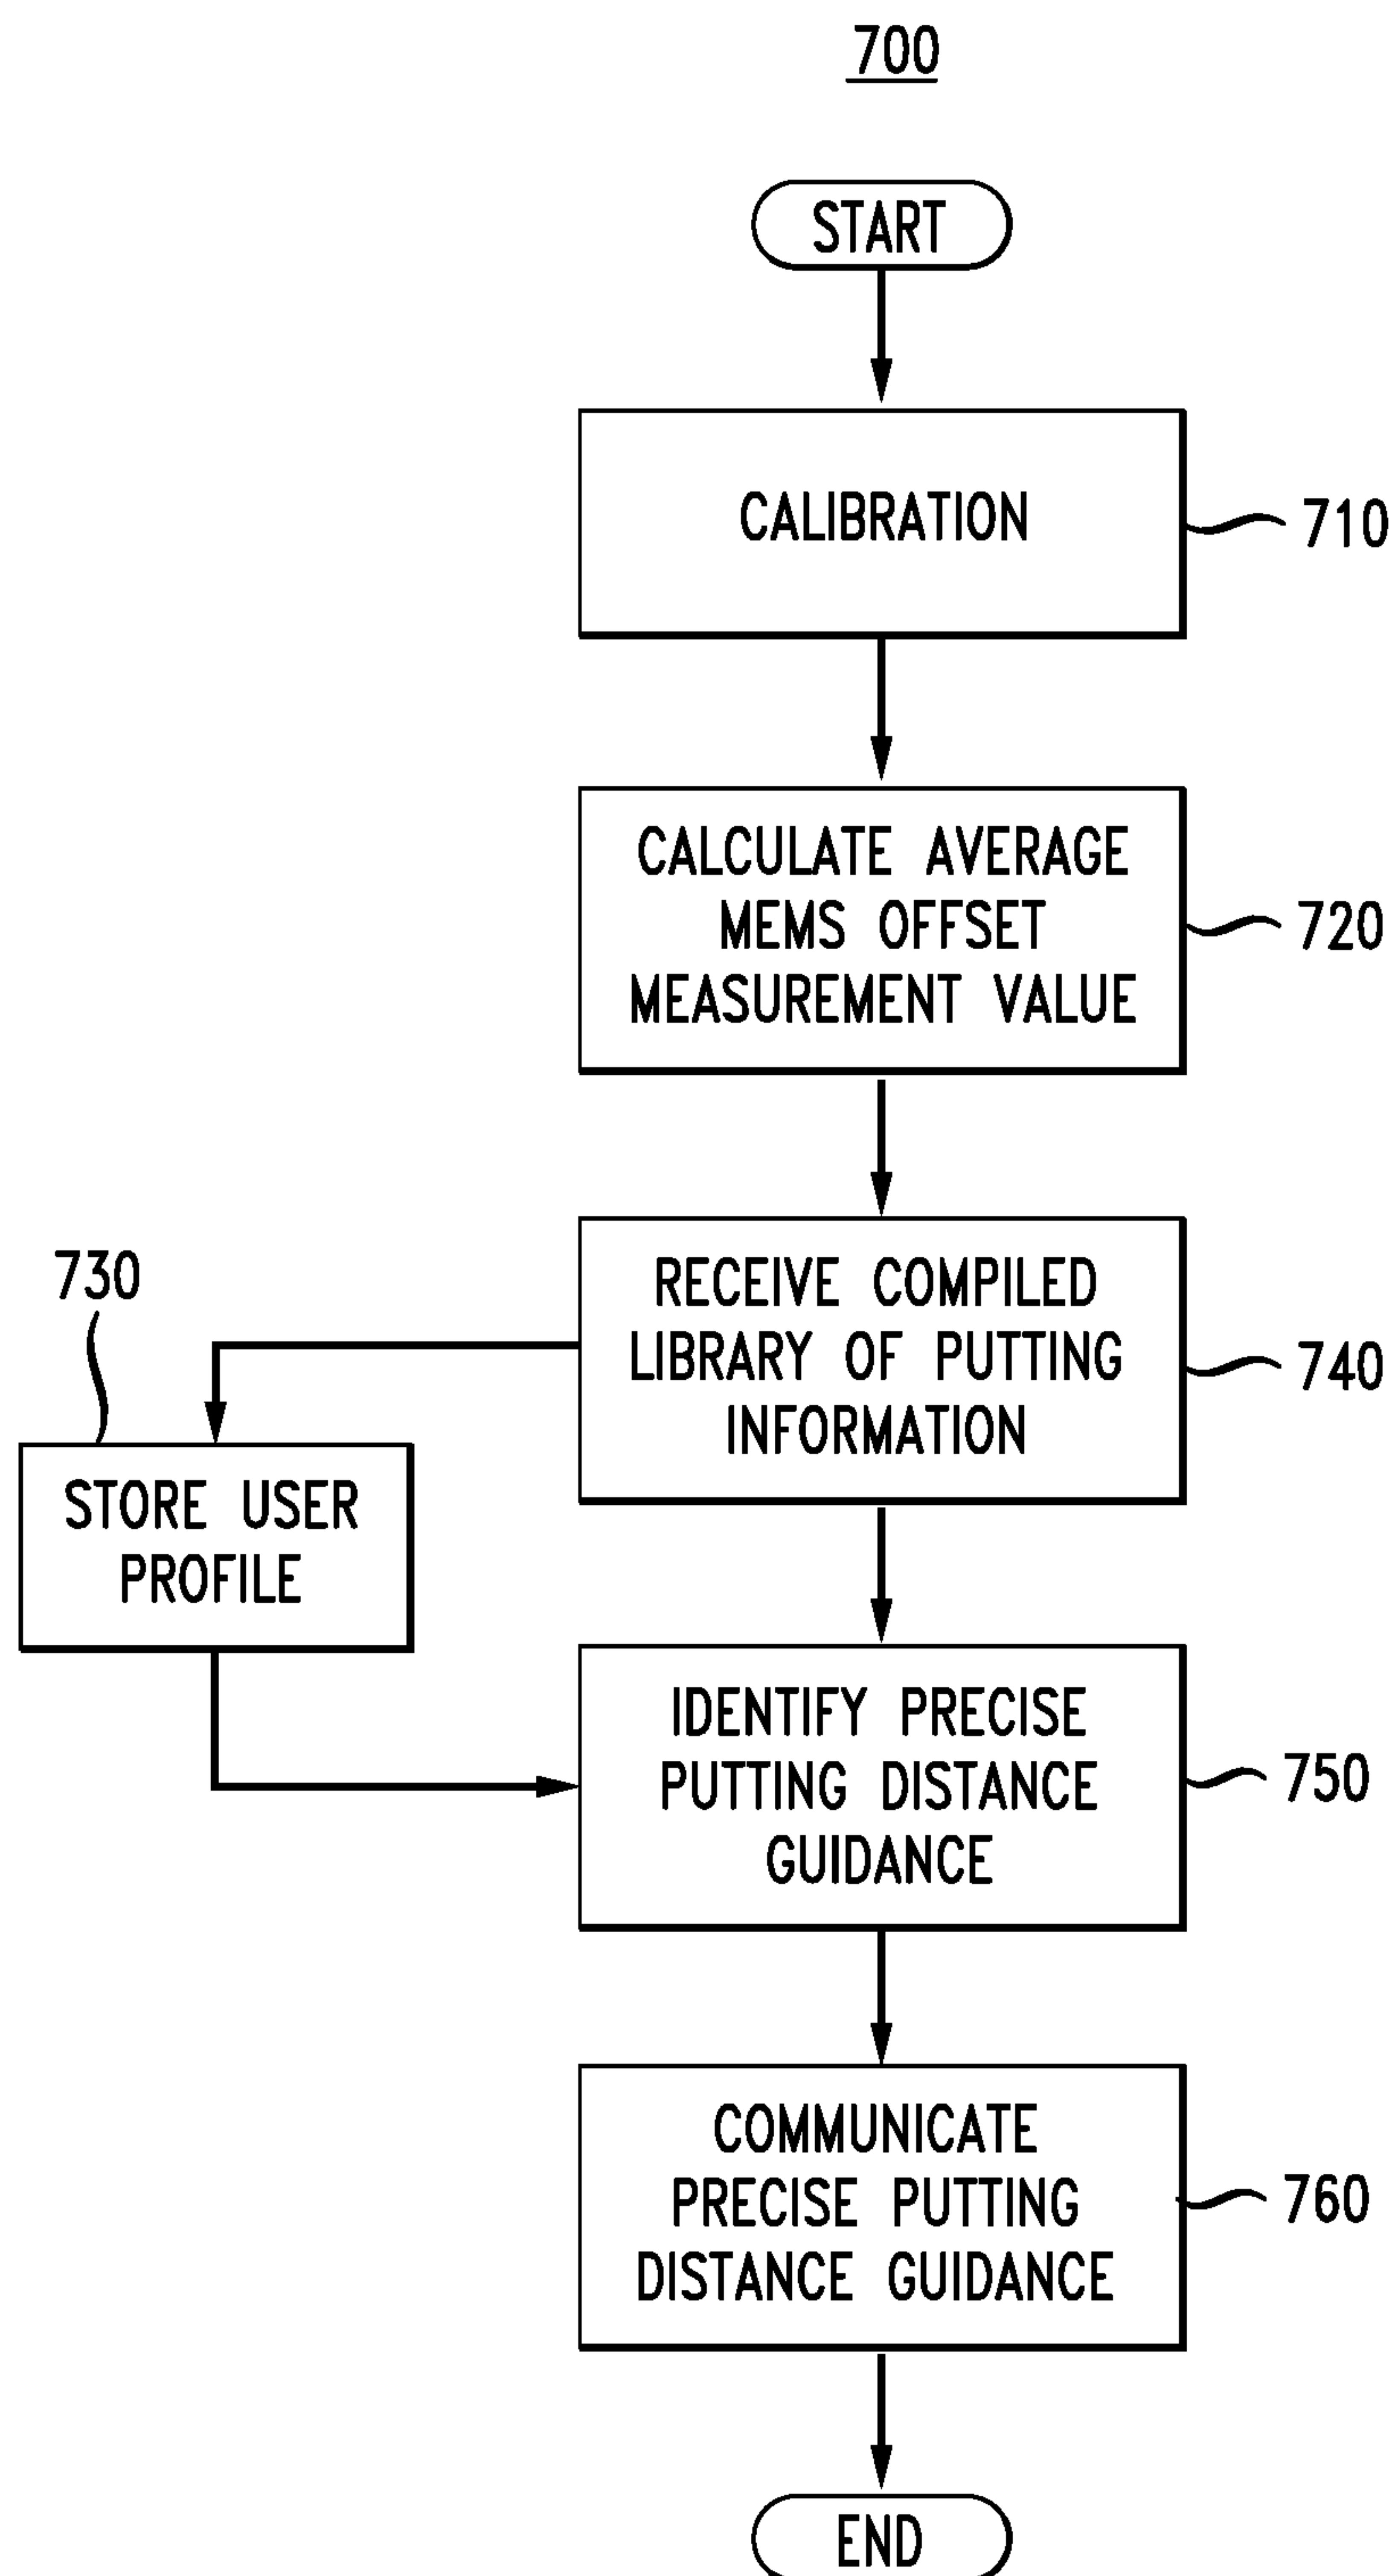 700
START
CALIBRATION
710
CALCULATE AVERAGE
MEMS OFFSET
MEASUREMENT VALUE
720
RECEIVE COMPILED
LIBRARY OF PUTTING
INFORMATION
740
730
STORE USER
PROFILE
IDENTIFY PRECISE
PUTTING DISTANCE
GUIDANCE
750
COMMUNICATE
PRECISE PUTTING
DISTANCE GUIDANCE
760
END